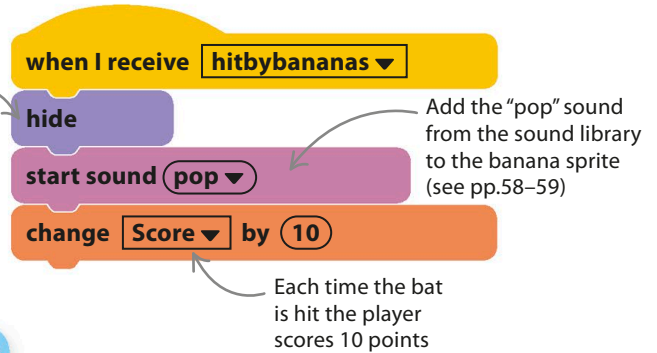 when I receive hitbybananas
hide
start sound pop
change Score by 10
Add the “pop” sound
from the sound library
to the banana sprite
(see pp.58–59)
Each time the bat
is hit the player
scores 10 points